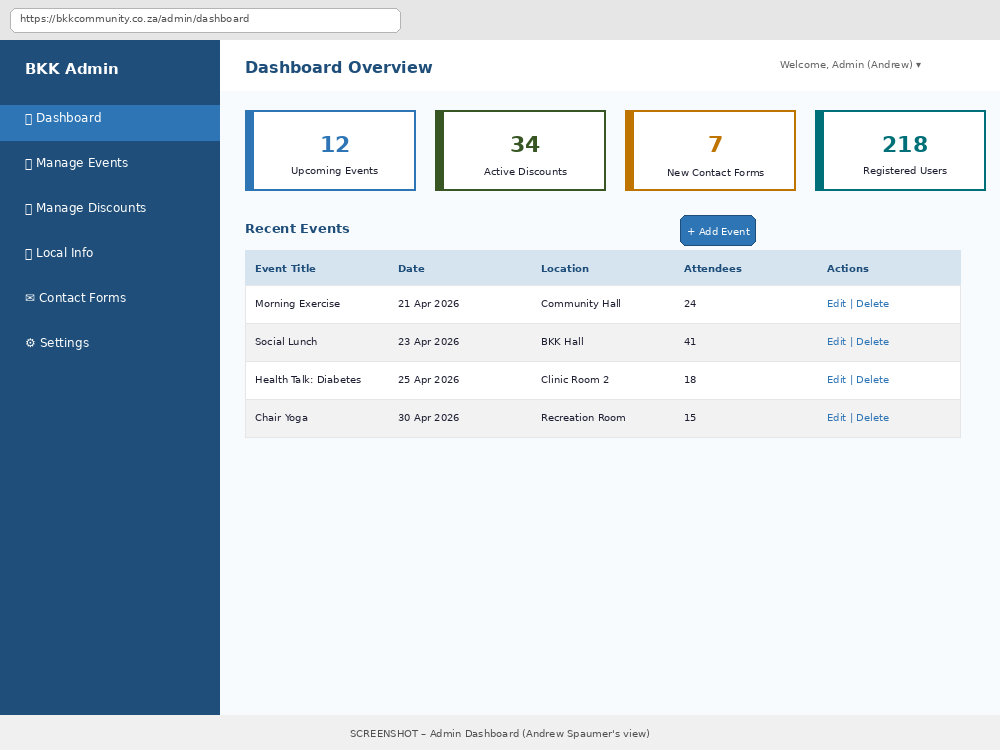 https://bkkcommunity.co.za/admin/dashboard
BKK Admin
Dashboard
Manage Events
Manage Discounts
Local Info
✉ Contact Forms
⚙ Settings
Dashboard Overview
Welcome, Admin (Andrew) ▾
12
Upcoming Events
34
Active Discounts
7
New Contact Forms
218
Registered Users
Recent Events
+ Add Event
Event Title Date Location Attendees Actions
Morning Exercise 21 Apr 2026 Community Hall 24 Edit | Delete
Social Lunch 23 Apr 2026 BKK Hall 41 Edit | Delete
Health Talk: Diabetes 25 Apr 2026 Clinic Room 2 18 Edit | Delete
Chair Yoga 30 Apr 2026 Recreation Room 15 Edit | Delete
SCREENSHOT – Admin Dashboard (Andrew Spaumer's view)